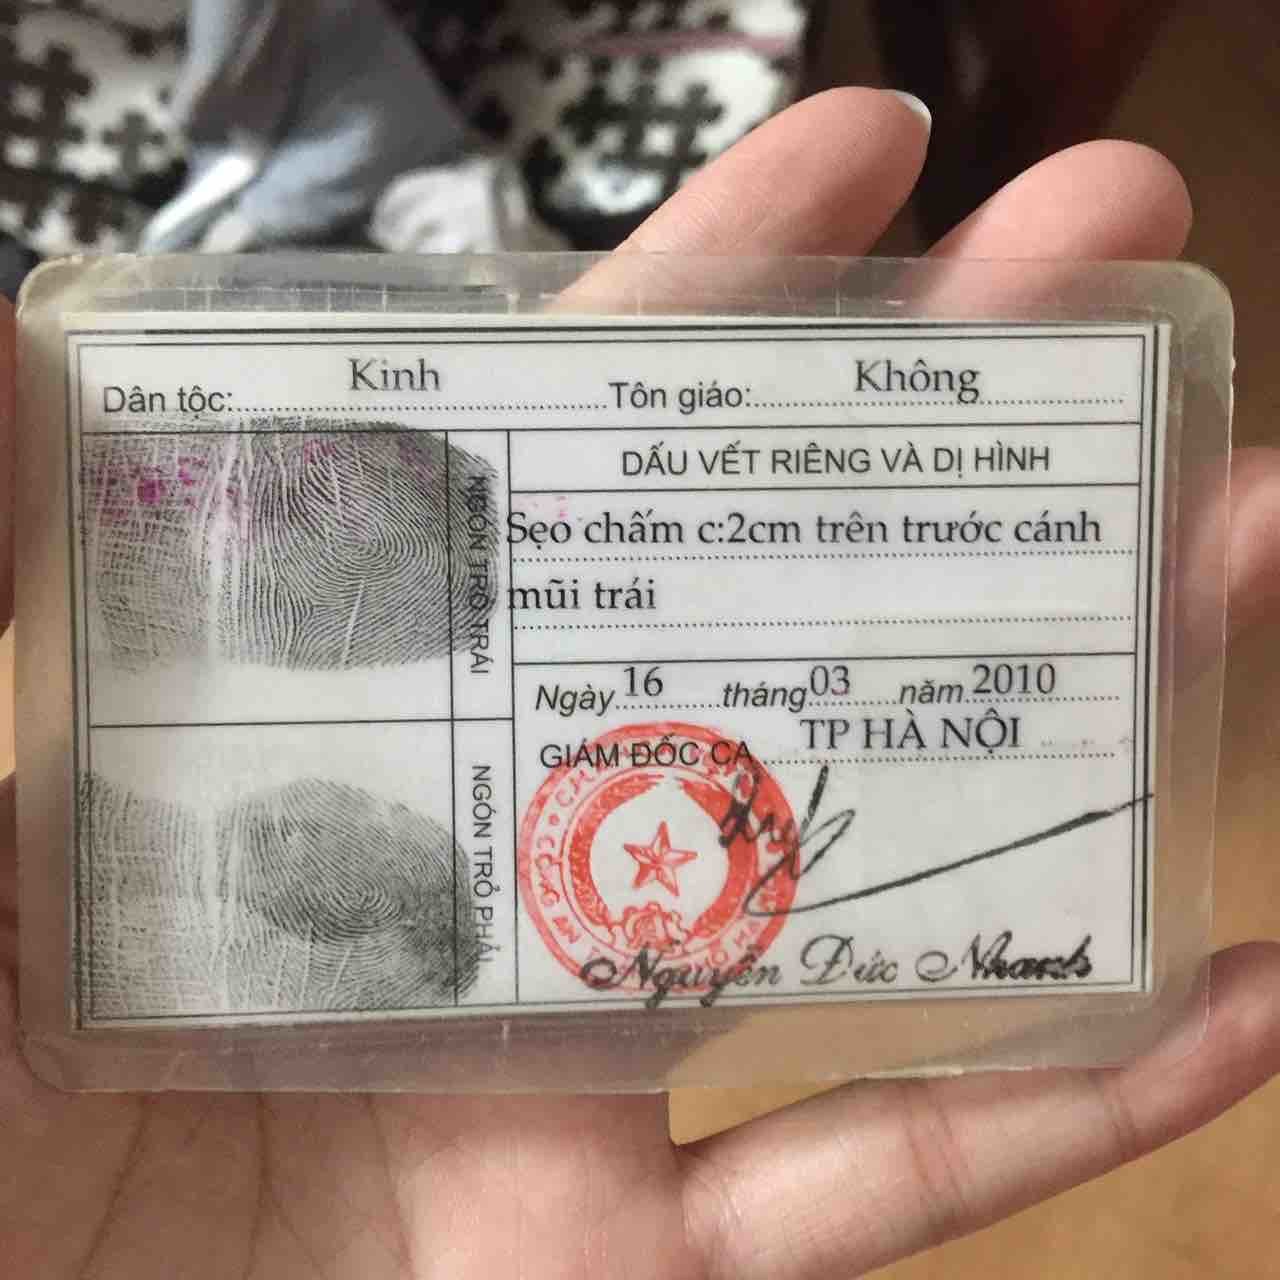 Dân tộc: Kinh Tôn giáo: Không
DẤU VẾT RIÊNG VÀ DỊ HÌNH
NGÓN TRỎ TRÁI
Sẹo chấm c:2cm trên trước cánh
mũi trái
Ngày 16 tháng 03 năm 2010
GIÁM ĐỐC CA TP HÀ NỘI
NGÓN TRỎ PHẢI
Nguyễn Đức Nhanh